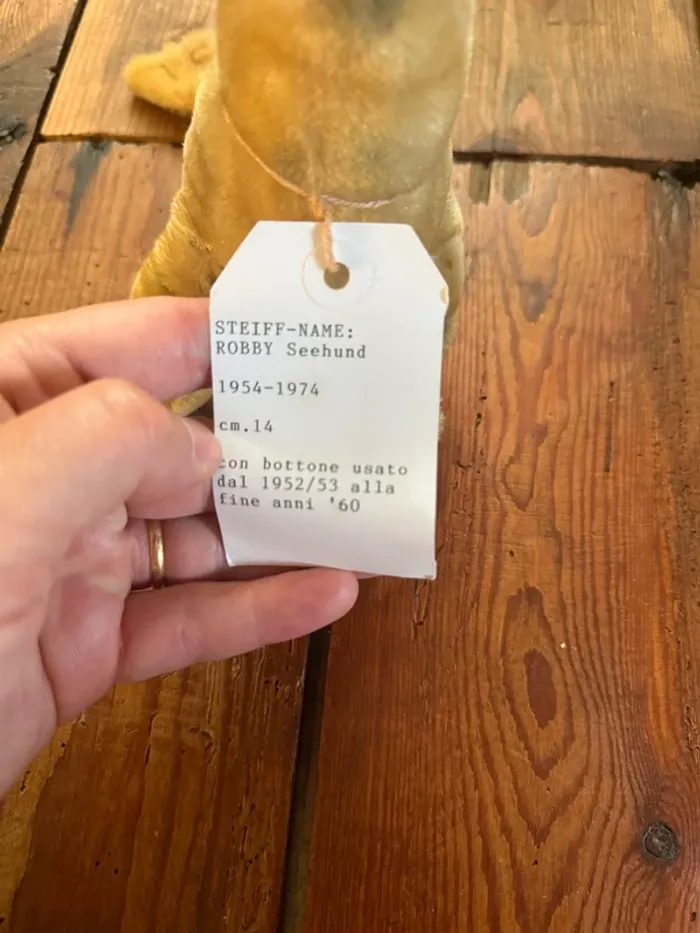 STEIFF-NAME:
ROBBY Seehund
1954-1974
cm.14
con bottone usato
dal 1952/53 alla
fine anni '60